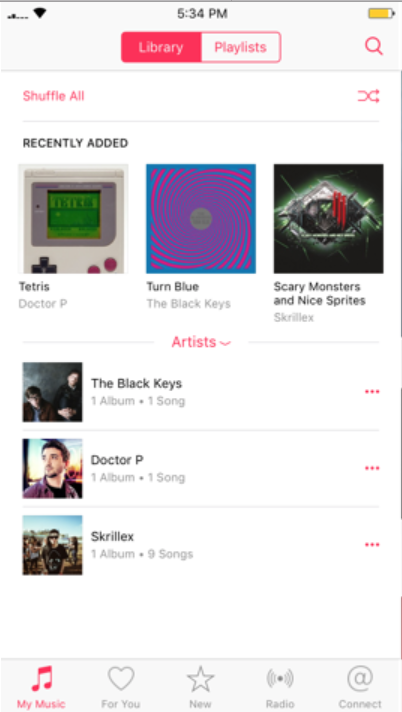 5:34 PM
Library
Playlists
Shuffle All
RECENTLY ADDED
TETRIS
Tetris
Doctor P
Turn Blue
The Black Keys
Scary Monsters
and Nice Sprites
Skrillex
Artists
The Black Keys
1 Album • 1 Song
Doctor P
1 Album • 1 Song
Skrillex
1 Album • 9 Songs
My Music
For You
New
Radio
Connect